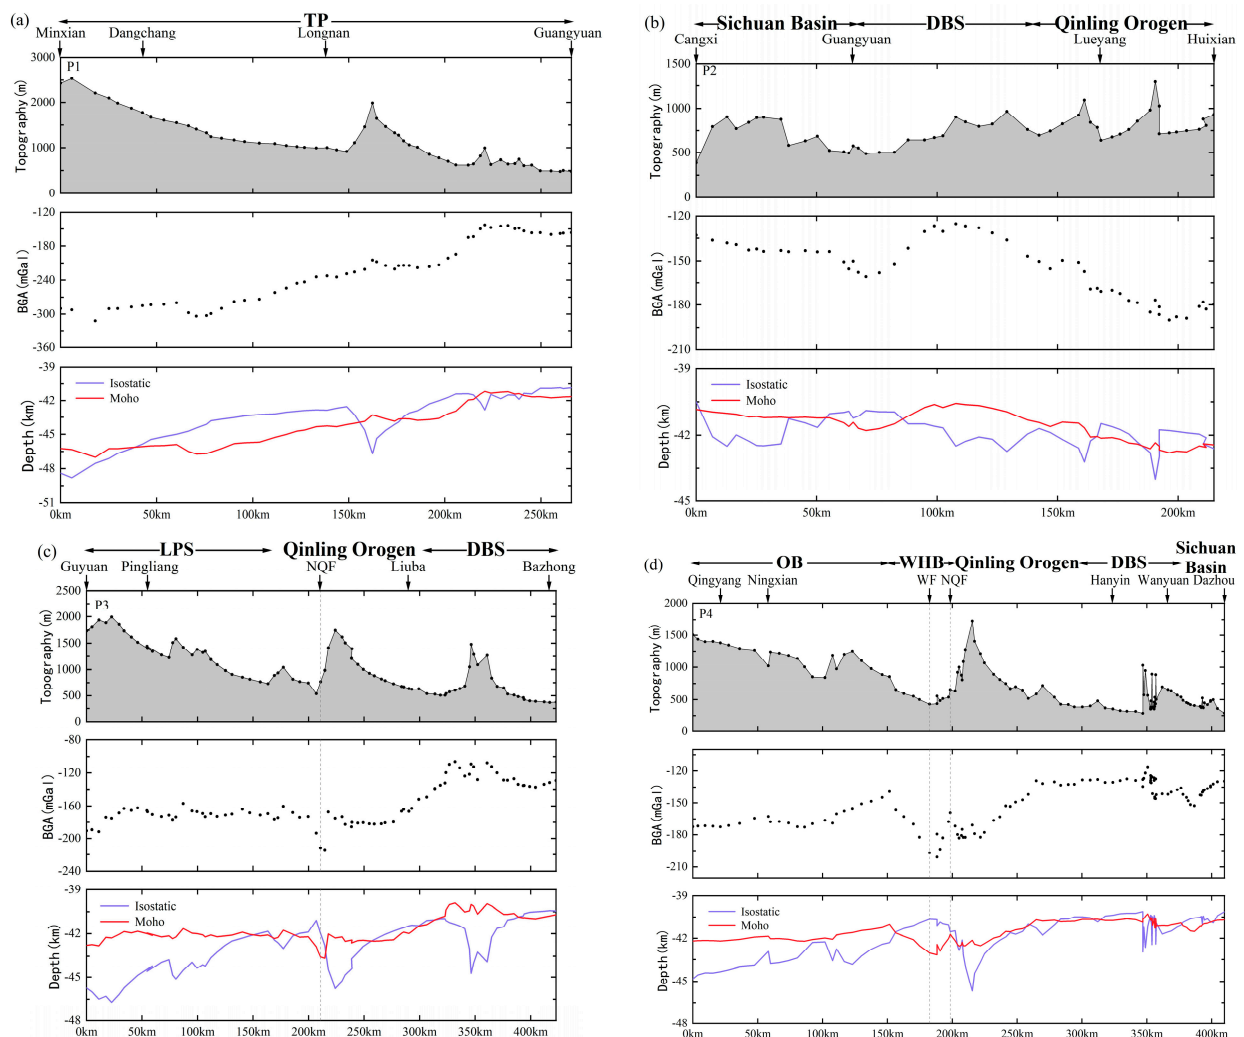 (a)
TP
Minxian Dangchang Longnan Guangyuan
P1
Topography (m)
3000
2000
1000
0
BGA (mGal)
-120
-180
-240
-300
-360
Depth (km)
-39
-42
-45
-48
-51
Isostatic
Moho
0km 50km 100km 150km 200km 250km
(b)
Sichuan Basin DBS Qinling Orogen
Cangxi Guangyuan Lueyang Huixian
P2
Topography (m)
1500
1000
500
0
BGA (mGal)
-120
-150
-180
-210
Depth (km)
-39
-42
-45
Isostatic
Moho
0km 50km 100km 150km 200km
(c)
LPS Qinling Orogen DBS
Guyuan Pingliang NQF Liuba Bazhong
P3
Topography (m)
2500
2000
1500
1000
500
0
BGA (mGal)
-80
-120
-160
-200
-240
Depth (km)
-39
-42
-45
-48
Isostatic
Moho
0km 50km 100km 150km 200km 250km 300km 350km 400km
(d)
OB WHB Qinling Orogen DBS Sichuan
Basin
Qingyang Ningxian WF NQF Hanyin Wanyuan Dazhou
P4
Topography (m)
2000
1500
1000
500
0
BGA (mGal)
-120
-150
-180
-210
Depth (km)
-39
-42
-45
-48
Isostatic
Moho
0km 50km 100km 150km 200km 250km 300km 350km 400km